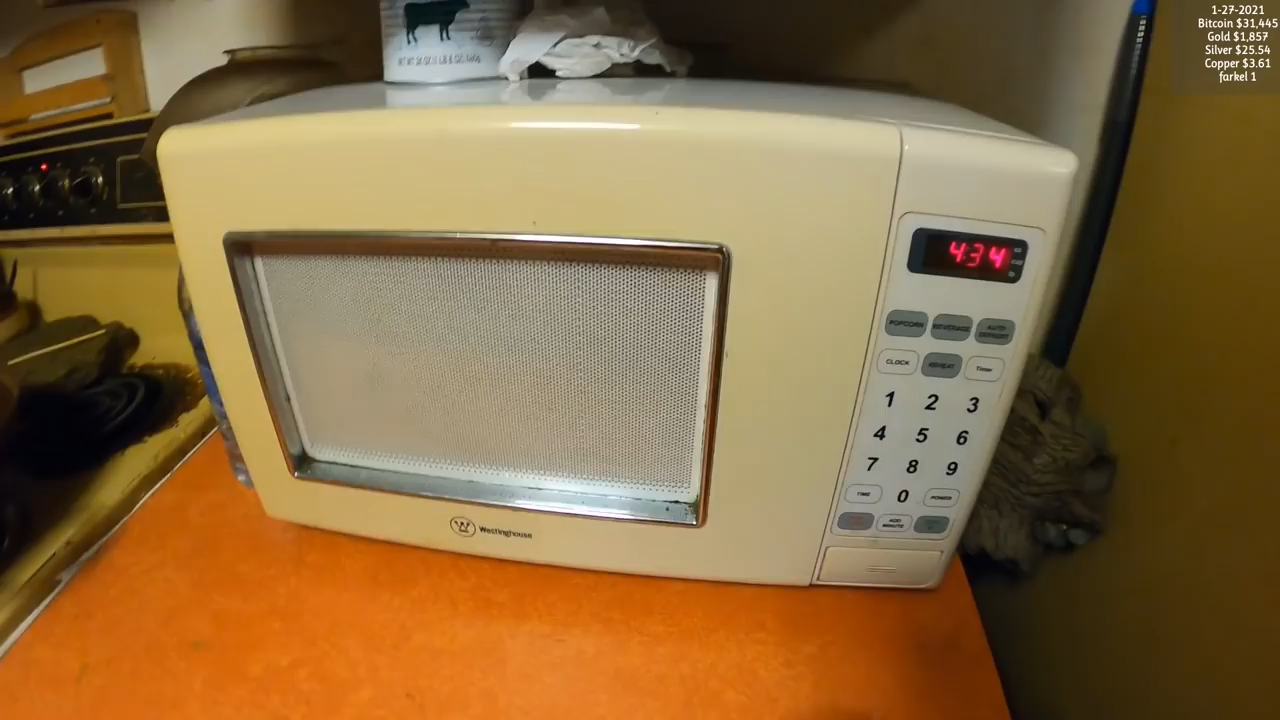 1-27-2021
Bitcoin $31,445
Gold $1,857
Silver $25.54
Copper $3.61
farkel 1
4:34
POPCORN BEVERAGE AUTO DEFROST
CLOCK REHEAT Timer
1 2 3
4 5 6
7 8 9
TIME 0 POWER
ADD
MINUTE
W Westinghouse